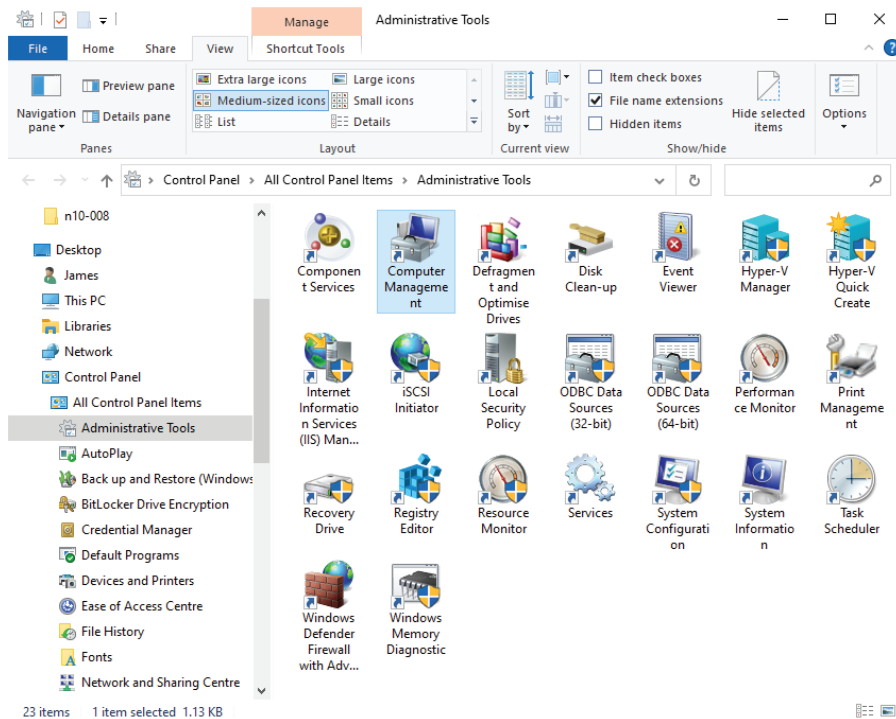 Manage
Administrative Tools
File
Home
Share
View
Shortcut Tools
Navigation
pane
Preview pane
Details pane
Panes
Extra large icons
Large icons
Medium-sized icons
Small icons
List
Details
Layout
Sort
by
Current view
Item check boxes
File name extensions
Hidden items
Hide selected
items
Show/hide
Options
Control Panel > All Control Panel Items > Administrative Tools
n10-008
Desktop
James
This PC
Libraries
Network
Control Panel
All Control Panel Items
Administrative Tools
AutoPlay
Back up and Restore (Windows
BitLocker Drive Encryption
Credential Manager
Default Programs
Devices and Printers
Ease of Access Centre
File History
Fonts
Network and Sharing Centre
Componen
t Services
Computer
Manageme
nt
Defragmen
t and
Optimise
Drives
Disk
Clean-up
Event
Viewer
Hyper-V
Manager
Hyper-V
Quick
Create
Internet
Informatio
n Services
(IIS) Man...
iSCSI
Initiator
Local
Security
Policy
ODBC Data
Sources
(32-bit)
ODBC Data
Sources
(64-bit)
Performan
ce Monitor
Print
Manageme
nt
Recovery
Drive
Registry
Editor
Resource
Monitor
Services
System
Configurati
on
System
Informatio
n
Task
Scheduler
Windows
Defender
Firewall
with Adv...
Windows
Memory
Diagnostic
23 items
1 item selected 1.13 KB